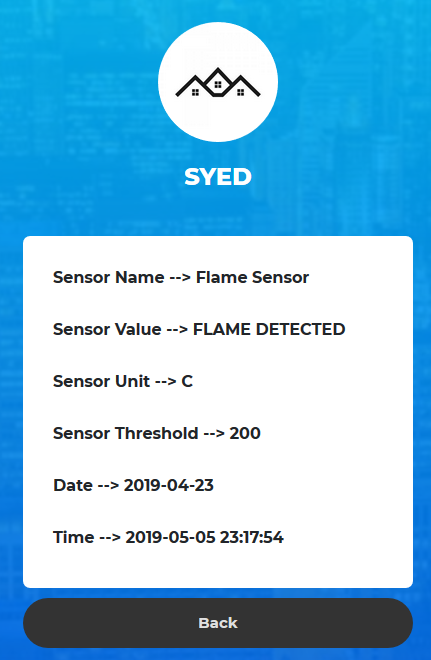 SYED
Sensor Name --> Flame Sensor
Sensor Value --> FLAME DETECTED
Sensor Unit --> C
Sensor Threshold --> 200
Date --> 2019-04-23
Time --> 2019-05-05 23:17:54
Back